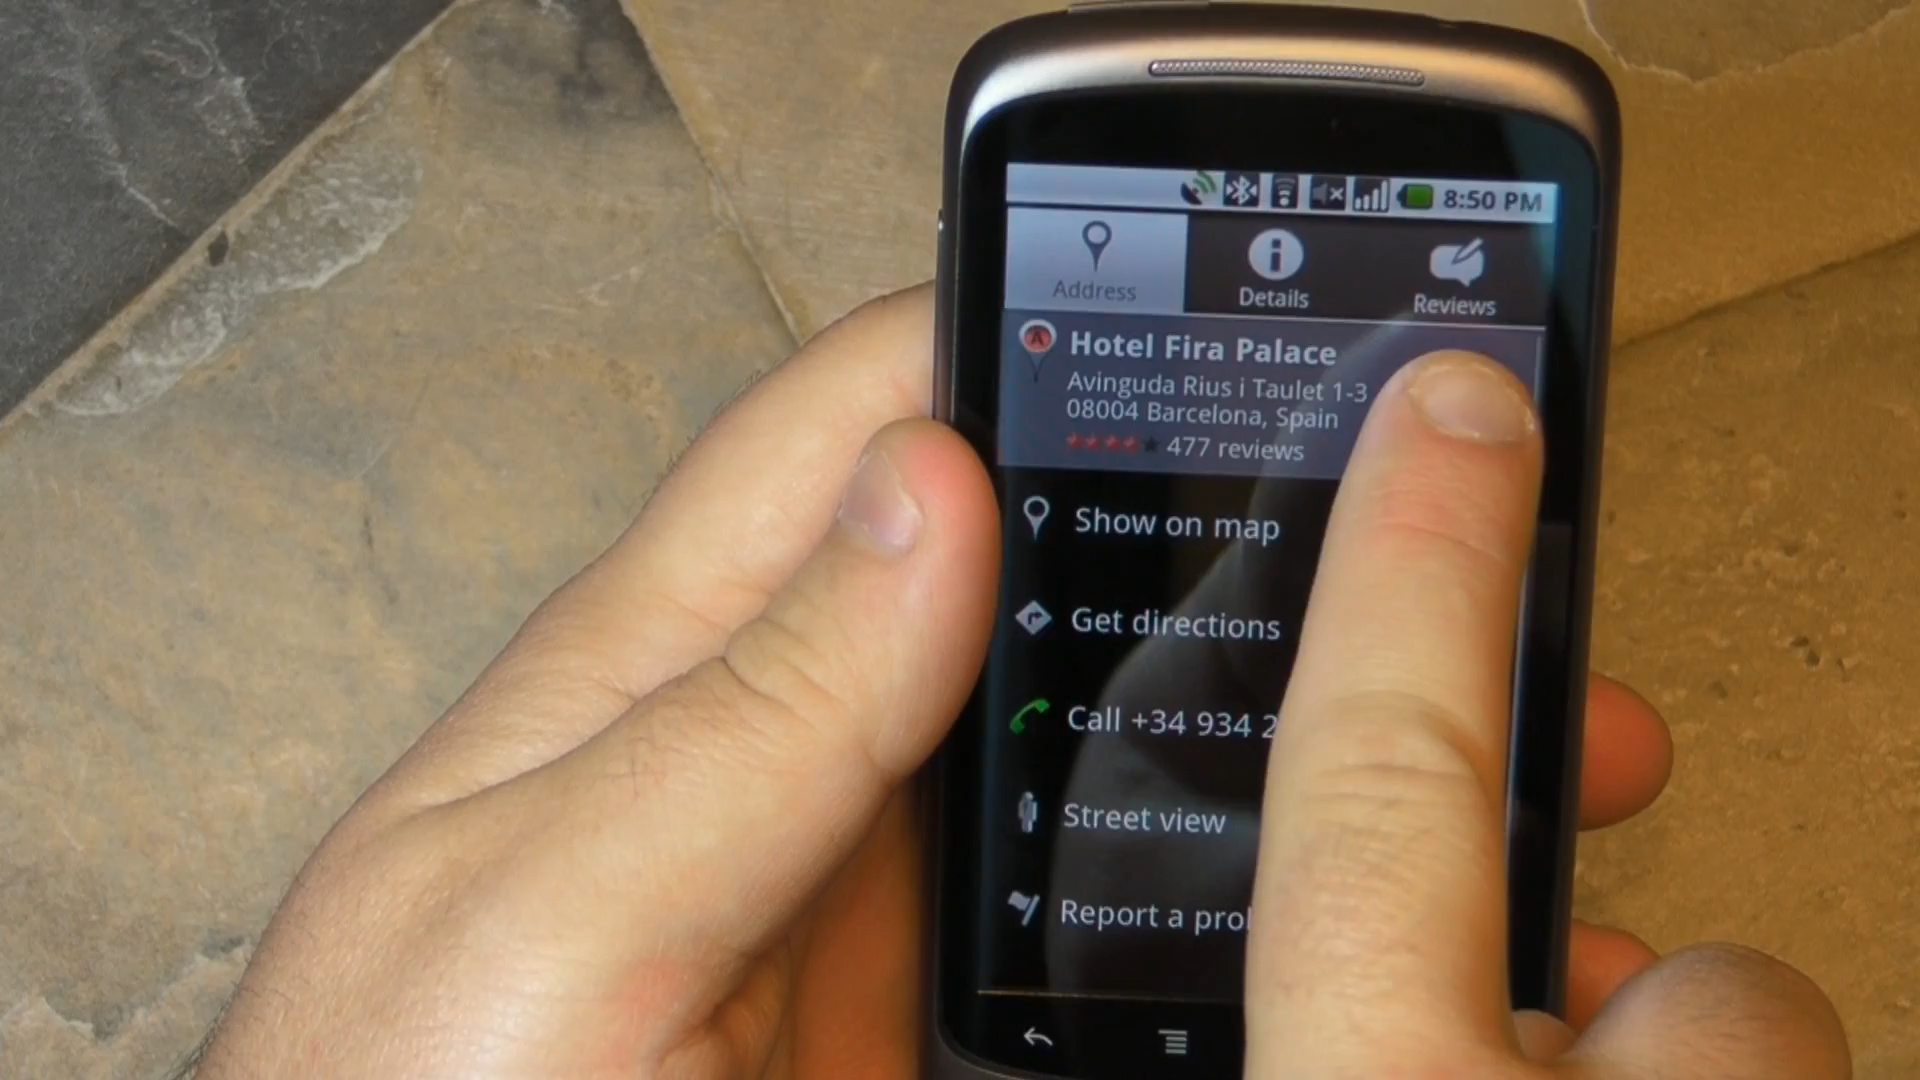 8:50 PM
Address
Details
Reviews
A
Hotel Fira Palace
Avinguda Rius i Taulet 1-3
08004 Barcelona, Spain
477 reviews
Show on map
Get directions
Call +34 934 2
Street view
Report a